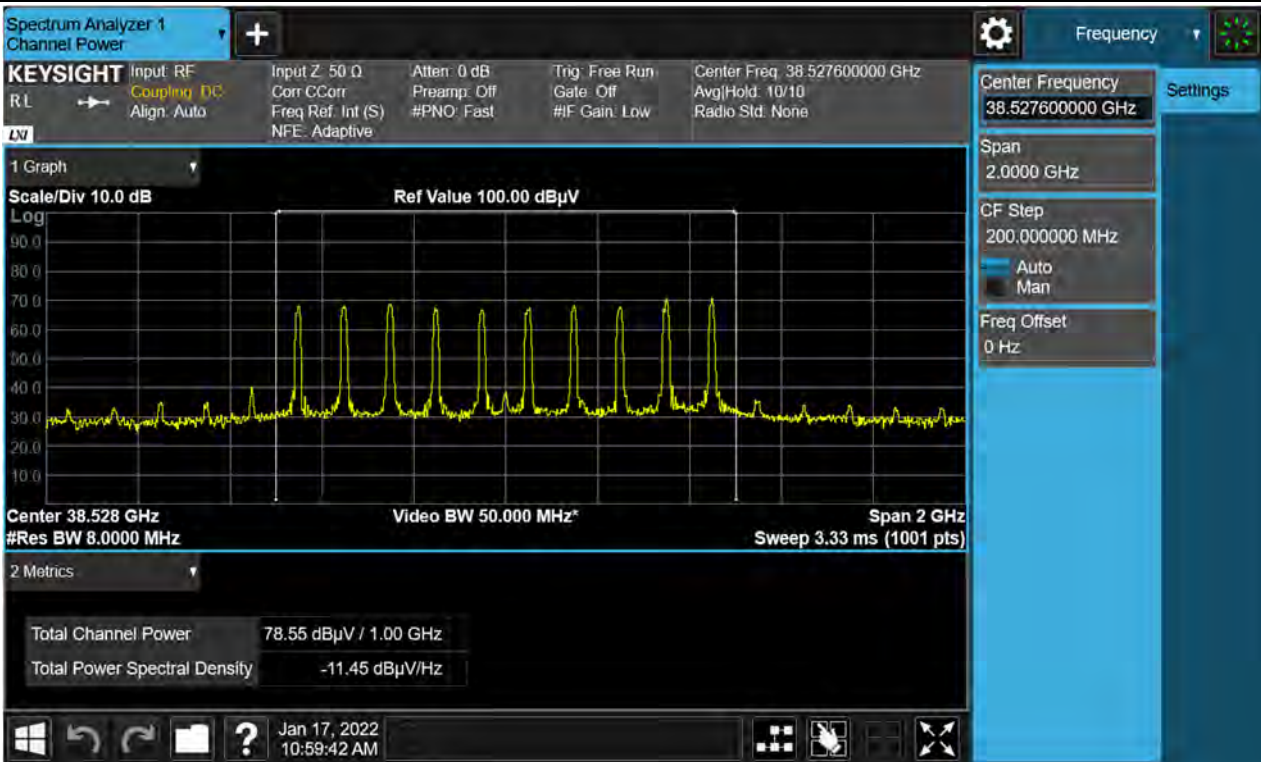 Spectrum Analyzer 1
Channel Power
+
Frequency
KEYSIGHT
RL
LXI
Input: RF
Coupling: DC
Align: Auto
Input Z: 50 Ω
Corr CCorr
Freq Ref: Int (S)
NFE: Adaptive
Atten: 0 dB
Preamp: Off
#PNO: Fast
Trig: Free Run
Gate: Off
#IF Gain: Low
Center Freq: 38.527600000 GHz
Avg|Hold: 10/10
Radio Std: None
Center Frequency
38.527600000 GHz
Settings
Span
2.0000 GHz
CF Step
200.000000 MHz
Auto
Man
Freq Offset
0 Hz
1 Graph
Scale/Div 10.0 dB
Ref Value 100.00 dBµV
Log
90.0
80.0
70.0
60.0
50.0
40.0
30.0
20.0
10.0
Center 38.528 GHz
Video BW 50.000 MHz*
Span 2 GHz
#Res BW 8.0000 MHz
Sweep 3.33 ms (1001 pts)
2 Metrics
Total Channel Power 78.55 dBµV / 1.00 GHz
Total Power Spectral Density -11.45 dBµV/Hz
?
Jan 17, 2022
10:59:42 AM